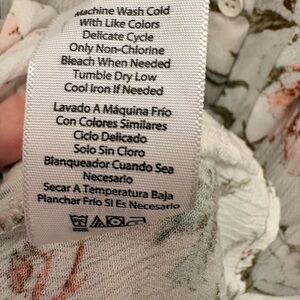 Machine Wash Cold
With Like Colors
Delicate Cycle
Only Non-Chlorine
Bleach When Needed
Tumble Dry Low
Cool Iron If Needed
Lavado A Máquina Frío
Con Colores Similares
Ciclo Delicado
Solo Sin Cloro
Blanqueador Cuando Sea
Necesario
Secar A Temperatura Baja
Planchar Frío Si Es Necesario